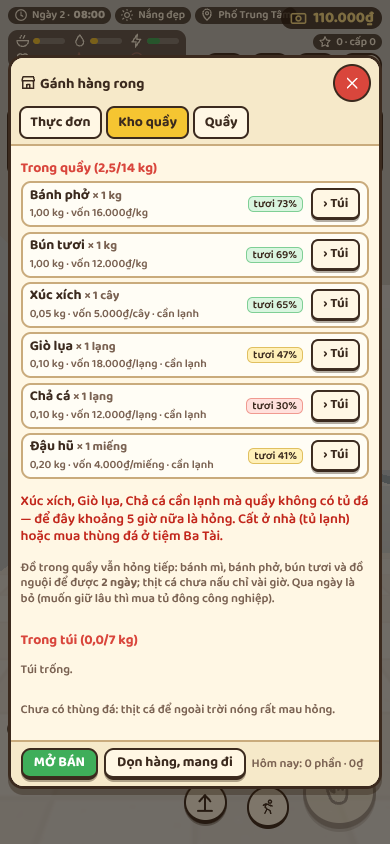 Ngày 2 · 08:00
Nắng đẹp
Phố Trung Tâ
110.000₫
0 · cấp 0
Gánh hàng rong
Thực đơn
Kho quầy
Quầy
Trong quầy (2,5/14 kg)
Bánh phở × 1 kg
1,00 kg · vốn 16.000₫/kg
tươi 73%
› Túi
Bún tươi × 1 kg
1,00 kg · vốn 12.000₫/kg
tươi 69%
› Túi
Xúc xích × 1 cây
0,05 kg · vốn 5.000₫/cây · cần lạnh
tươi 65%
› Túi
Giò lụa × 1 lạng
0,10 kg · vốn 18.000₫/lạng · cần lạnh
tươi 47%
› Túi
Chả cá × 1 lạng
0,10 kg · vốn 12.000₫/lạng · cần lạnh
tươi 30%
› Túi
Đậu hũ × 1 miếng
0,20 kg · vốn 4.000₫/miếng · cần lạnh
tươi 41%
› Túi
Xúc xích, Giò lụa, Chả cá cần lạnh mà quầy không có tủ đá
— để đây khoảng 5 giờ nữa là hỏng. Cất ở nhà (tủ lạnh)
hoặc mua thùng đá ở tiệm Ba Tài.
Đồ trong quầy vẫn hỏng tiếp: bánh mì, bánh phở, bún tươi và đồ
nguội để được 2 ngày; thịt cá chưa nấu chỉ vài giờ. Qua ngày là
bỏ (muốn giữ lâu thì mua tủ đông công nghiệp).
Trong túi (0,0/7 kg)
Túi trống.
Chưa có thùng đá: thịt cá để ngoài trời nóng rất mau hỏng.
MỞ BÁN
Dọn hàng, mang đi
Hôm nay: 0 phần · 0₫